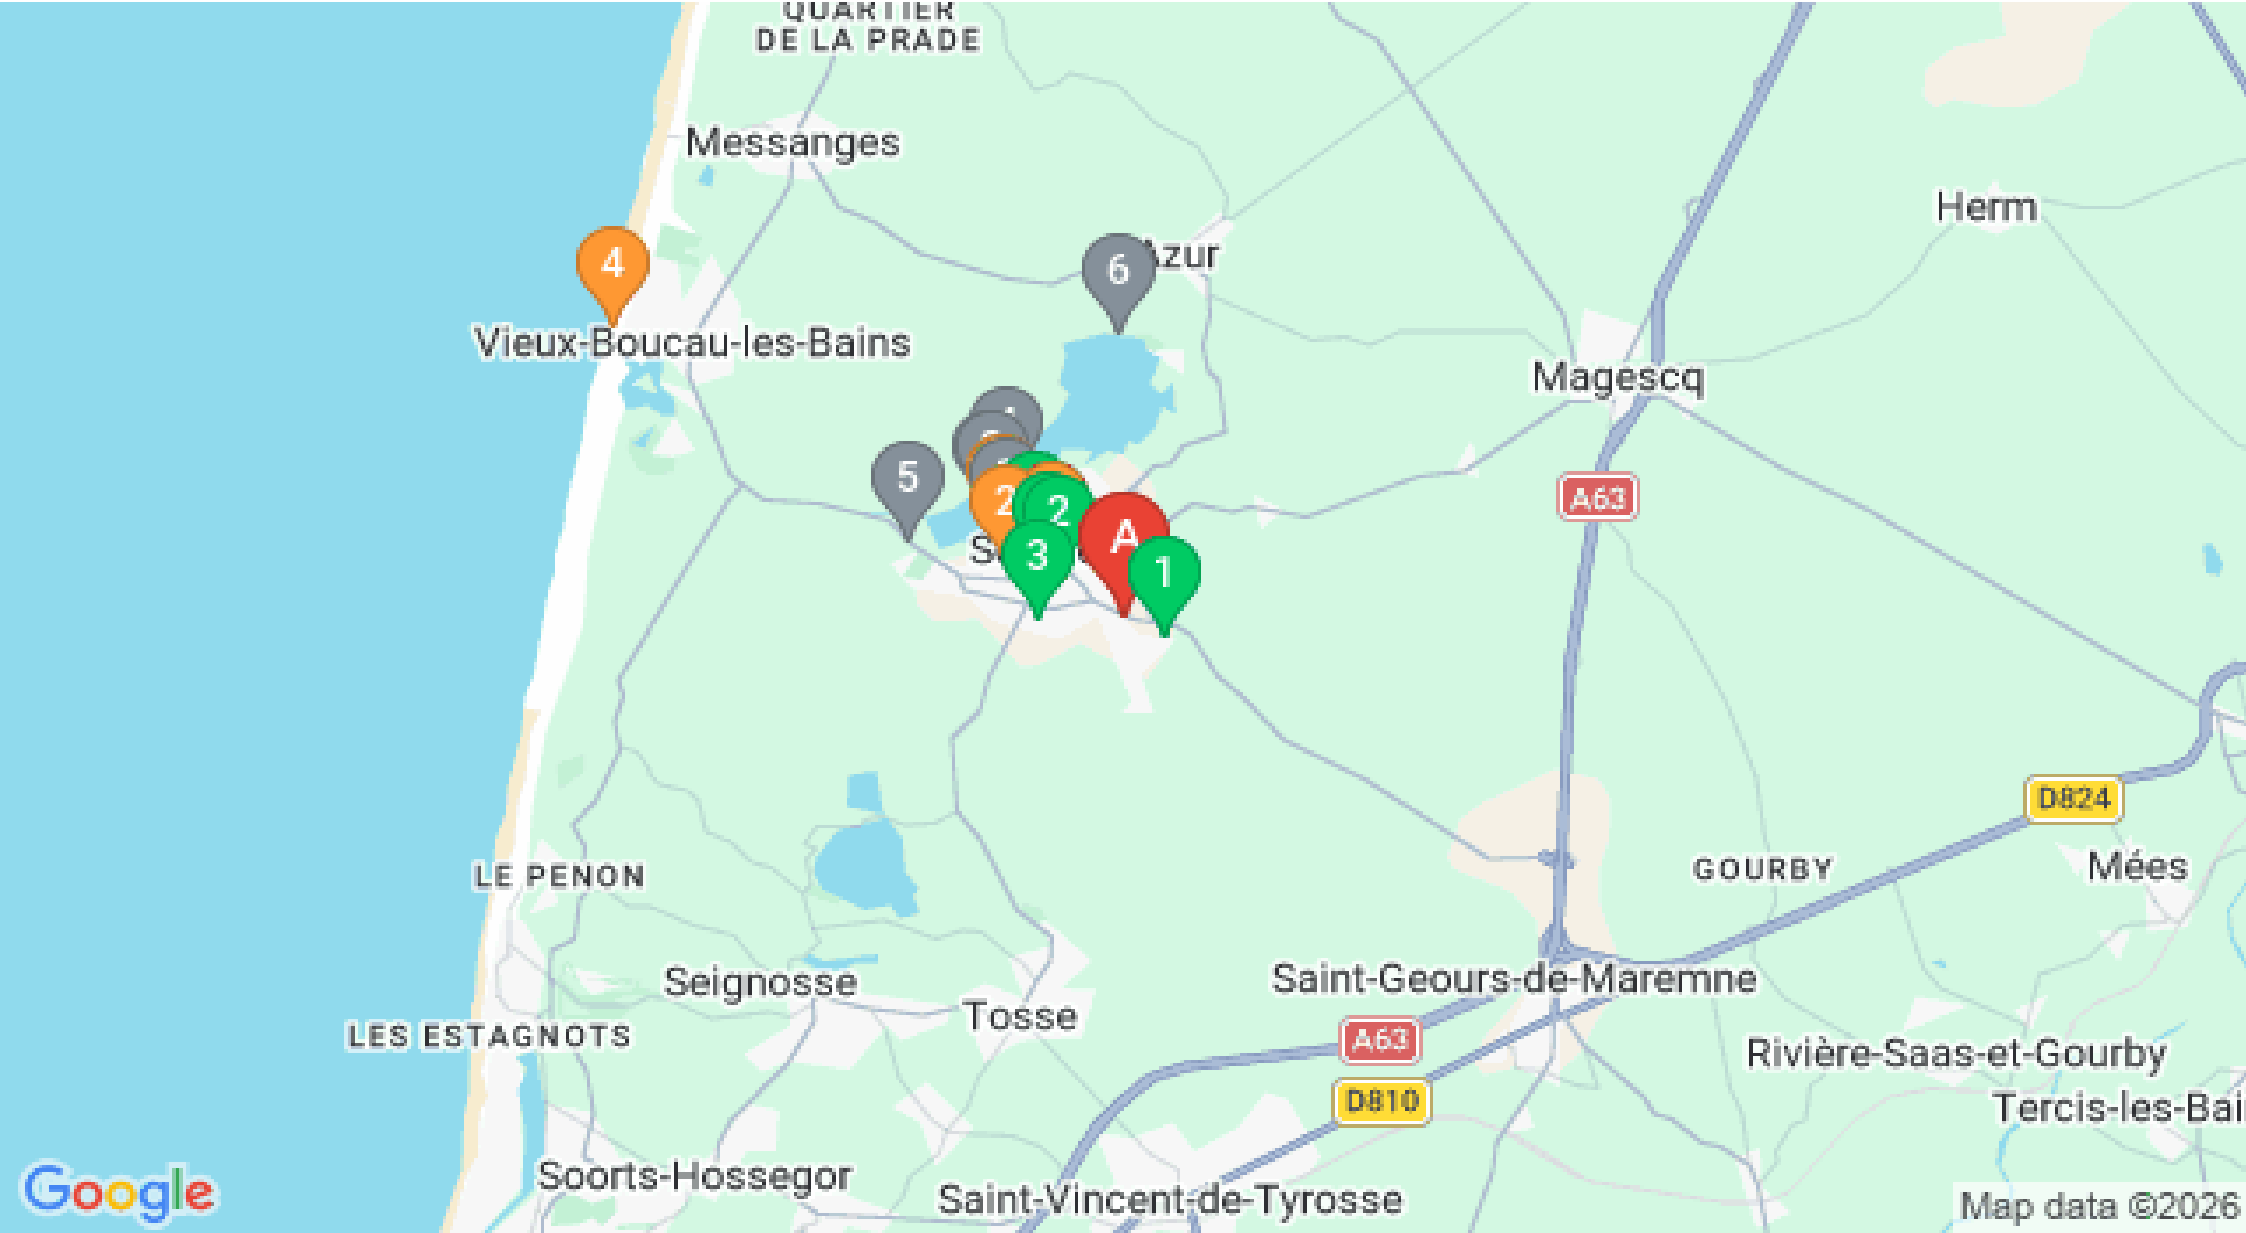 QUARTIER
DE LA PRADE
Messanges
Herm
4
6
Azur
Vieux-Boucau-les-Bains
Magescq
5
A63
2
2
A
3
1
D824
LE PENON
GOURBY
Mées
Seignosse
Saint-Geours-de-Maremne
Tosse
LES ESTAGNOTS
A63
Rivière-Saas-et-Gourby
D810
Tercis-les-Bai
Soorts-Hossegor
Saint-Vincent-de-Tyrosse
Google
Map data ©2026